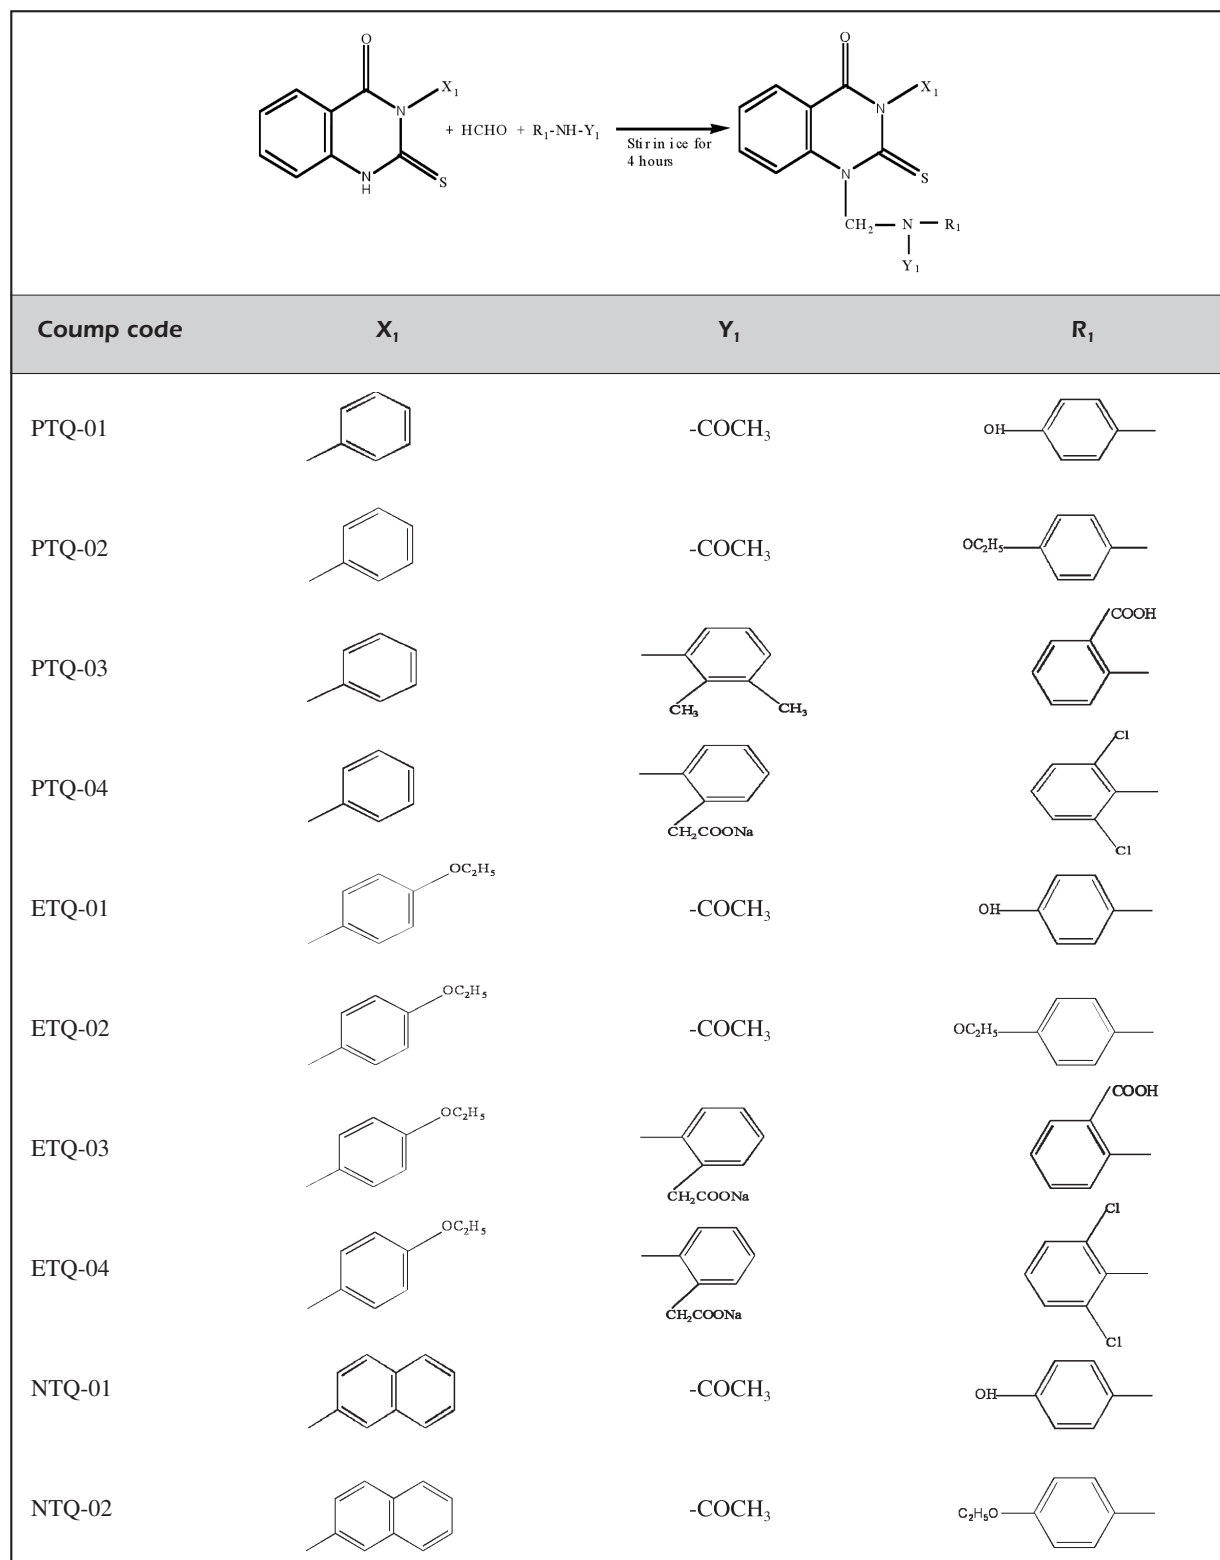 O O
X₁ X₁
N N
+ HCHO + R₁-NH-Y₁
Stir in ice for
4 hours
N
H
S
N
S
CH₂ N R₁
Y₁
Coump code X₁ Y₁ R₁
PTQ-01 -COCH₃ OH
PTQ-02 -COCH₃ OC₂H₅
COOH
PTQ-03
CH₃ CH₃
Cl
PTQ-04
CH₂COONa
Cl
OC₂H₅
ETQ-01 -COCH₃ OH
OC₂H₅
ETQ-02 -COCH₃ OC₂H₅
COOH
OC₂H₅
ETQ-03
CH₂COONa
Cl
OC₂H₅
ETQ-04
CH₂COONa
Cl
NTQ-01 -COCH₃ OH
NTQ-02 -COCH₃ C₂H₅O